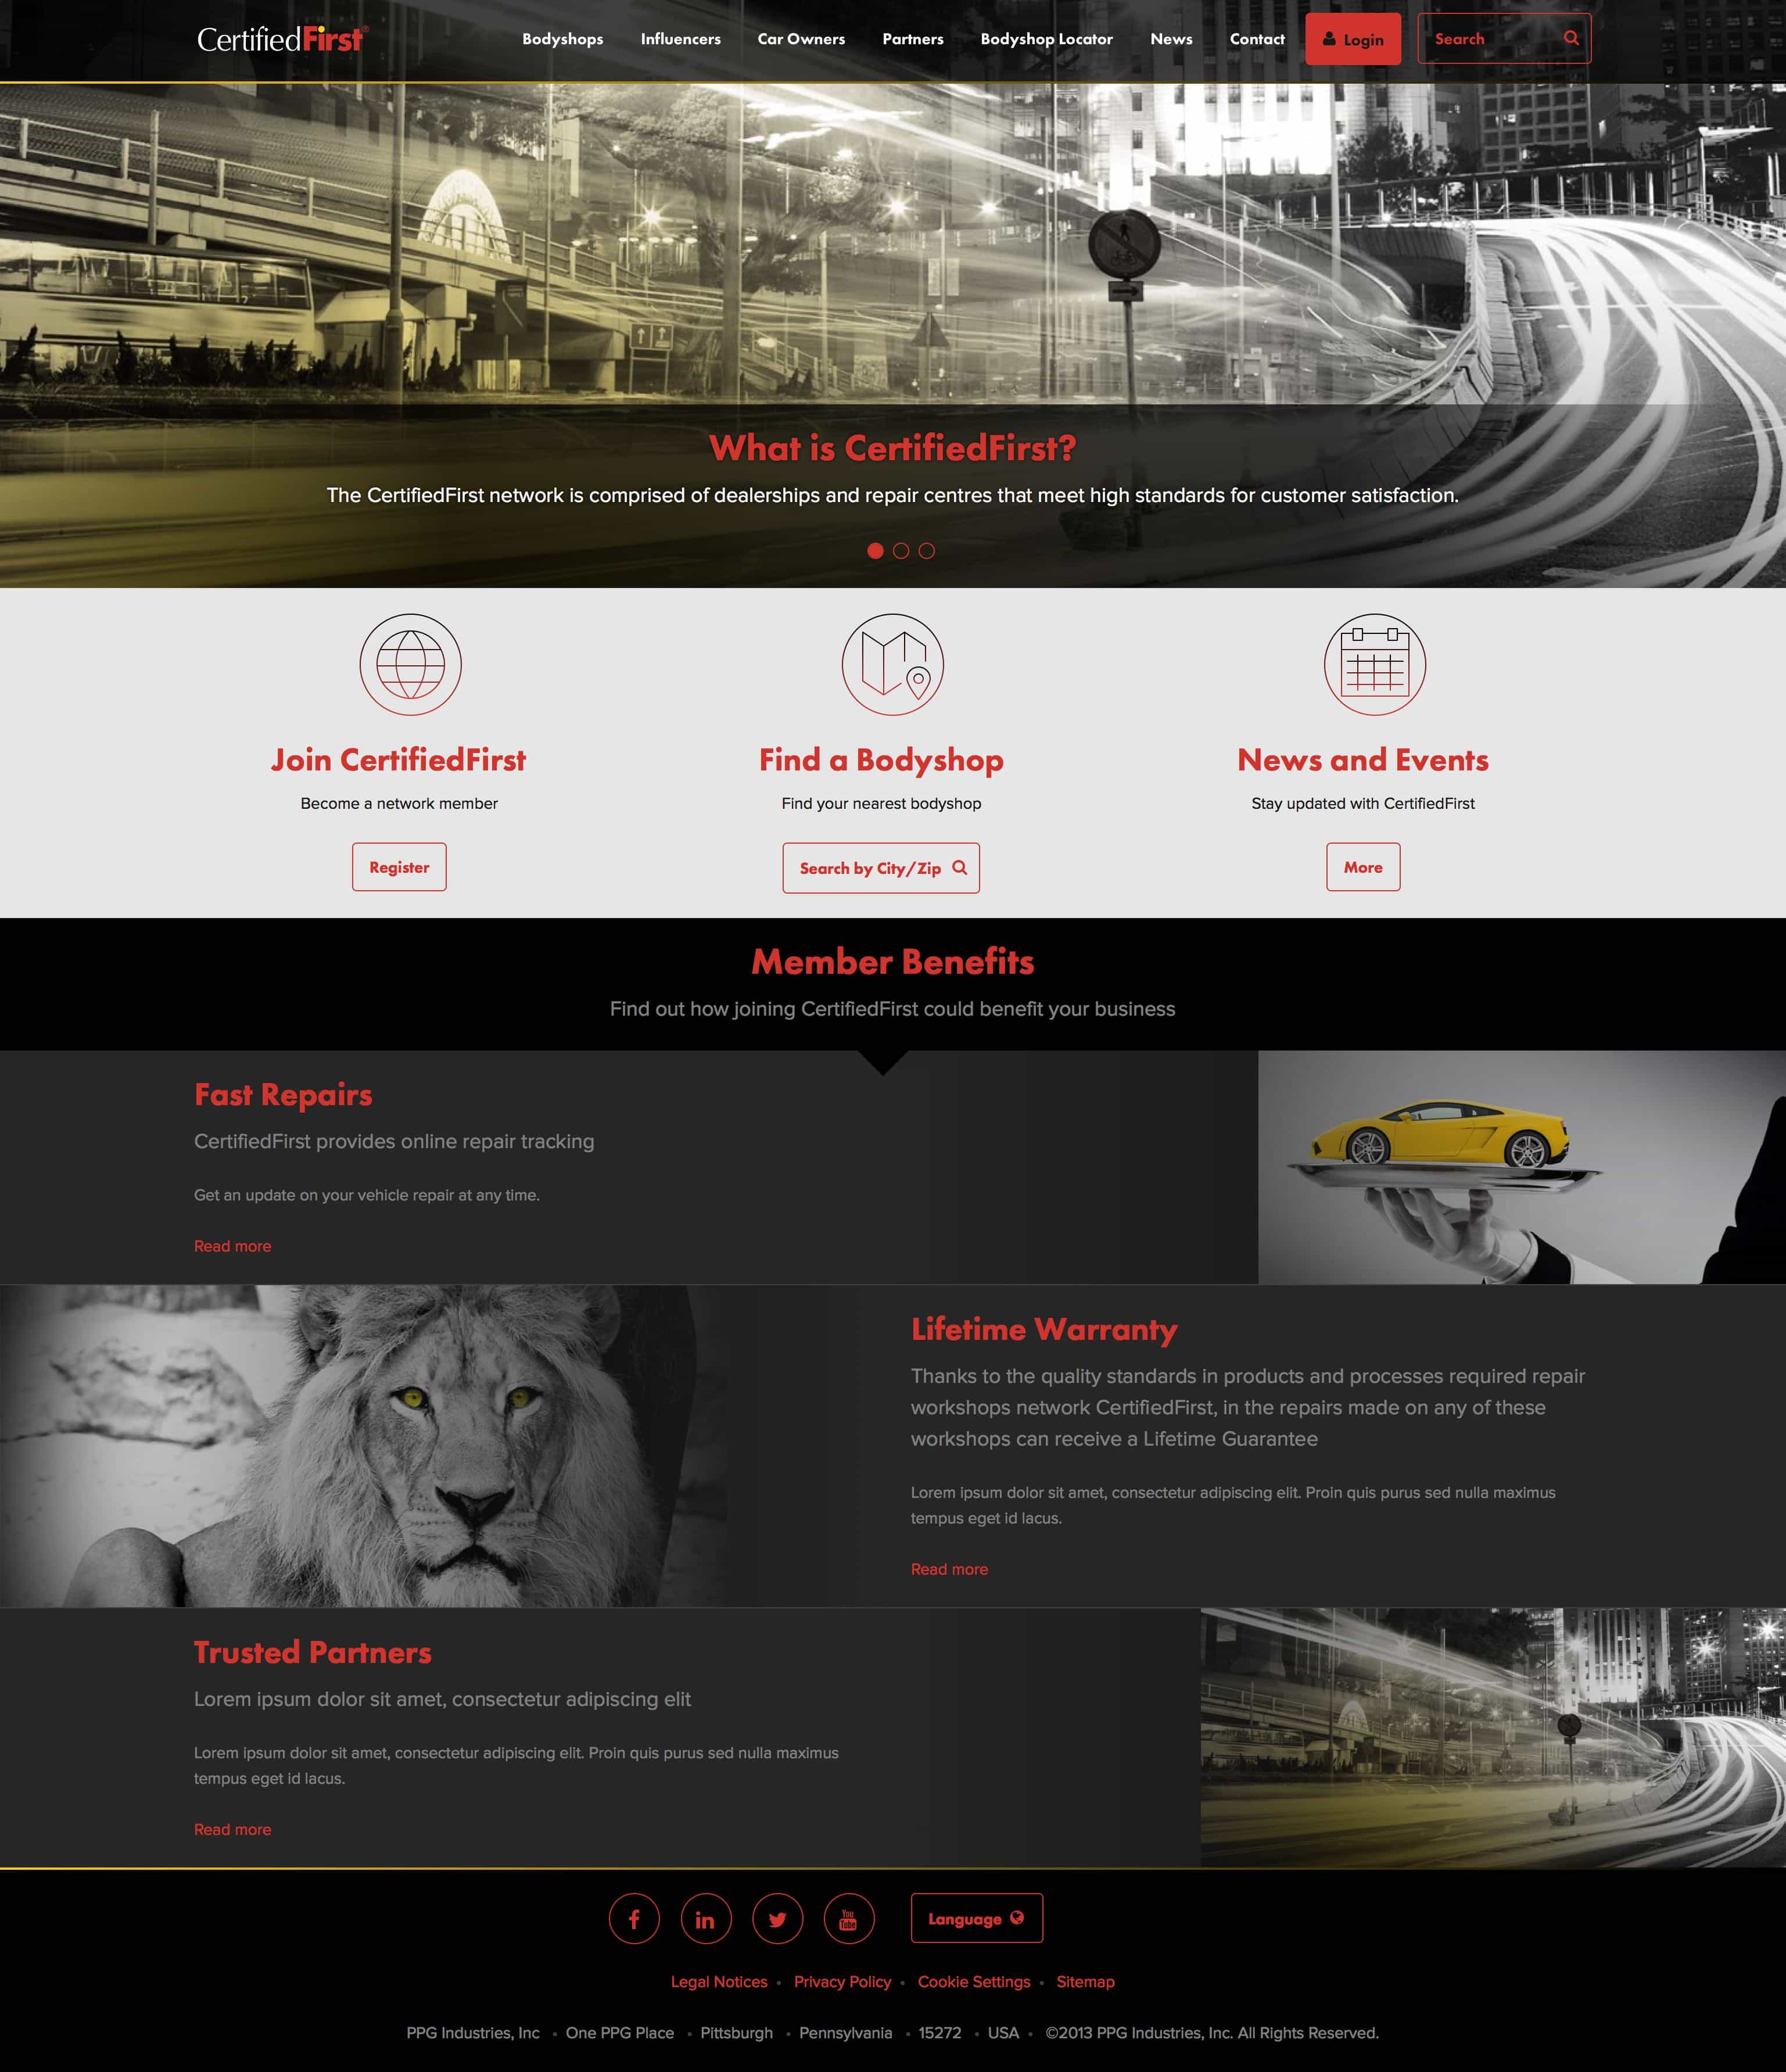 CertifiedFirst®
Bodyshops
Influencers
Car Owners
Partners
Bodyshop Locator
News
Contact
Login
Search
What is CertifiedFirst?
The CertifiedFirst network is comprised of dealerships and repair centres that meet high standards for customer satisfaction.
Join CertifiedFirst
Become a network member
Register
Find a Bodyshop
Find your nearest bodyshop
Search by City/Zip
News and Events
Stay updated with CertifiedFirst
More
Member Benefits
Find out how joining CertifiedFirst could benefit your business
Fast Repairs
CertifiedFirst provides online repair tracking
Get an update on your vehicle repair at any time.
Read more
Lifetime Warranty
Thanks to the quality standards in products and processes required repair
workshops network CertifiedFirst, in the repairs made on any of these
workshops can receive a Lifetime Guarantee
Lorem ipsum dolor sit amet, consectetur adipiscing elit. Proin quis purus sed nulla maximus
tempus eget id lacus.
Read more
Trusted Partners
Lorem ipsum dolor sit amet, consectetur adipiscing elit
Lorem ipsum dolor sit amet, consectetur adipiscing elit. Proin quis purus sed nulla maximus
tempus eget id lacus.
Read more
You
Tube
Language
Legal Notices • Privacy Policy • Cookie Settings • Sitemap
PPG Industries, Inc • One PPG Place • Pittsburgh • Pennsylvania • 15272 • USA • ©2013 PPG Industries, Inc. All Rights Reserved.